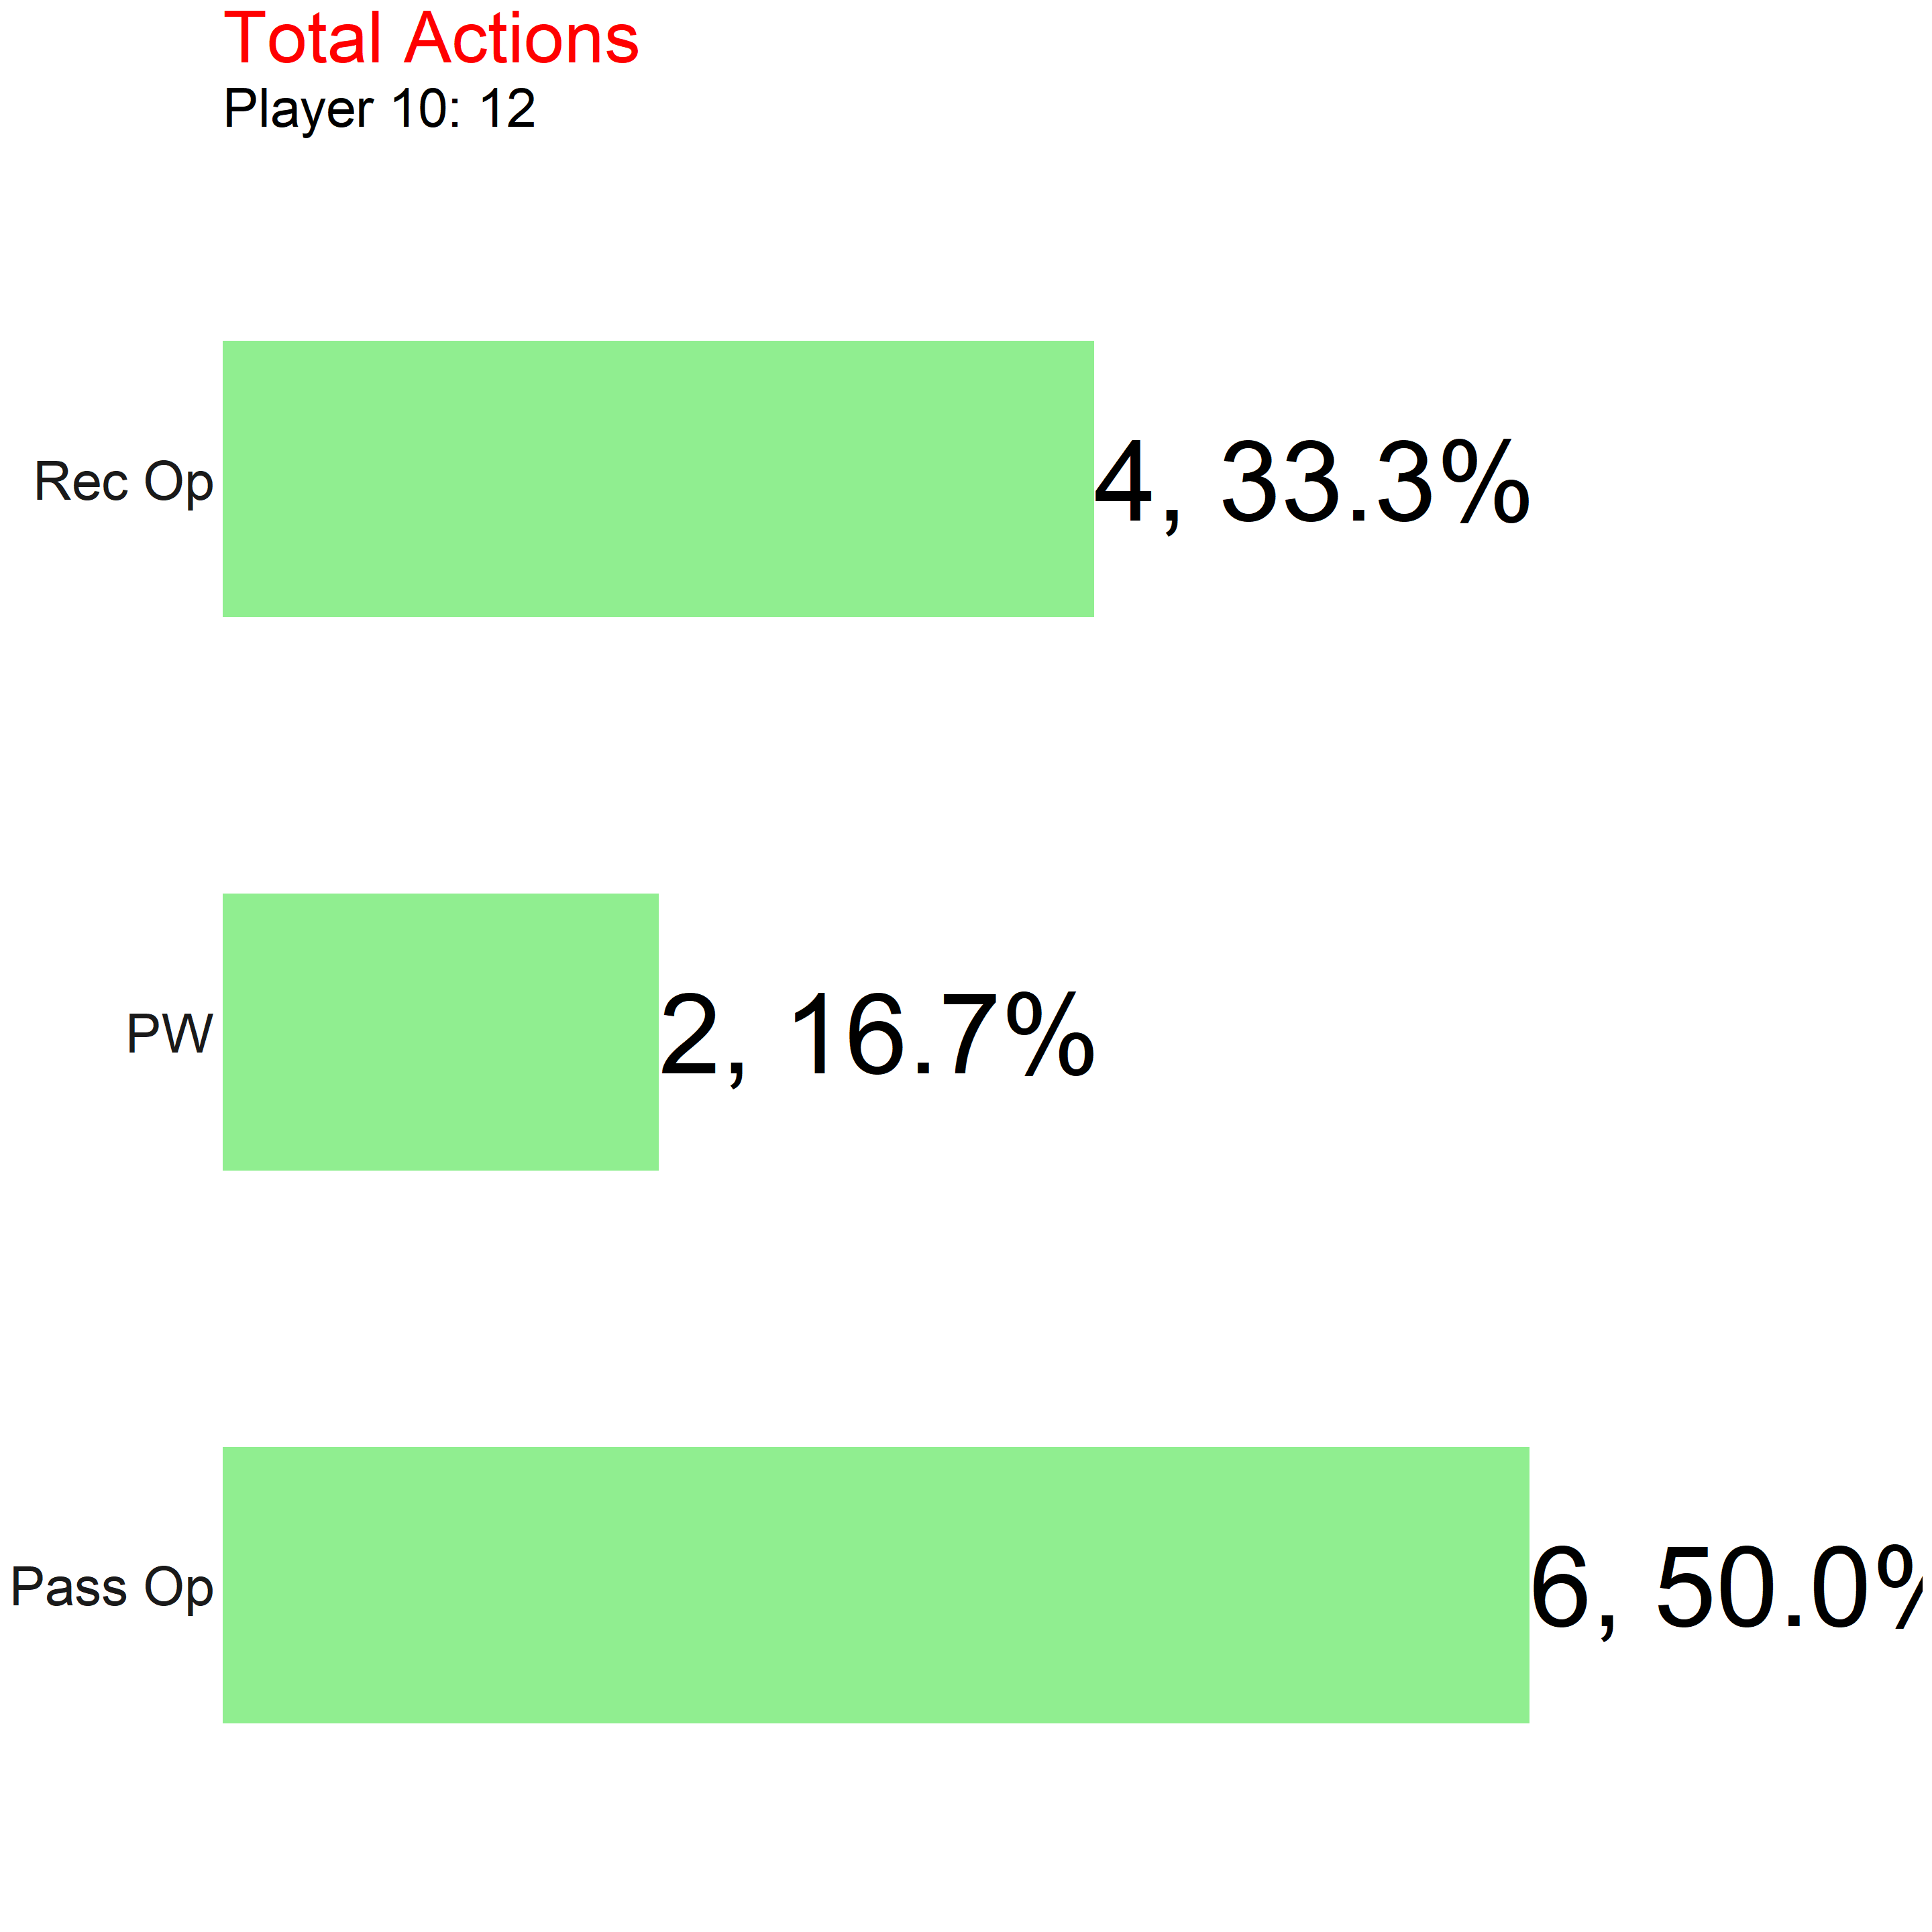 Total Actions
Player 10: 12
Rec Op 4, 33.3%
PW 2, 16.7%
Pass Op 6, 50.0%